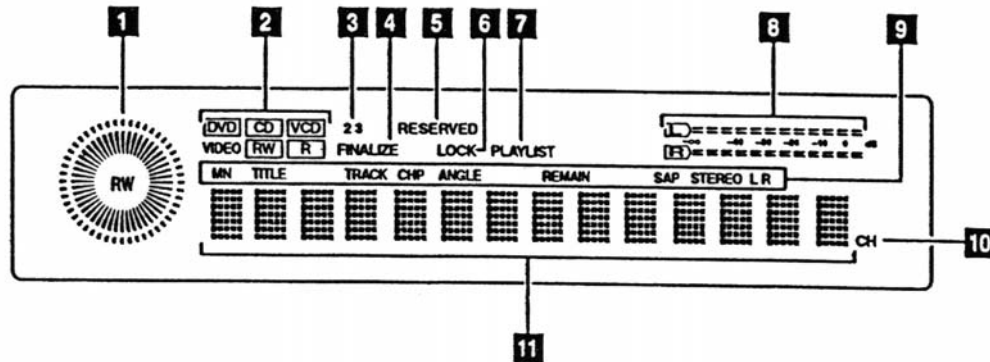 1 2 3 4 5 6 7 8 9
DVD CD VCD 2 3 RESERVED L
VIDEO RW R FINALIZE LOCK PLAYLIST R
RW
MN TITLE TRACK CHP ANGLE REMAIN SAP STEREO L R
CH 10
11